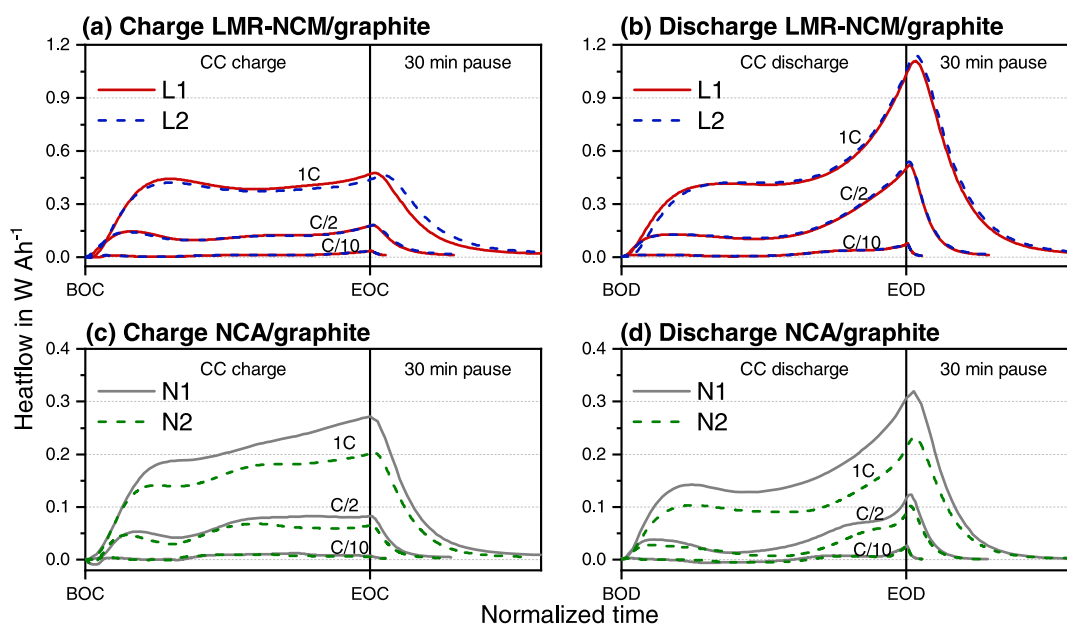 (a) Charge LMR-NCM/graphite
1.2
CC charge
30 min pause
L1
L2
0.9
0.6
0.3
0.0
1C
C/2
C/10
BOC
EOC
(b) Discharge LMR-NCM/graphite
1.2
CC discharge
30 min pause
L1
L2
0.9
0.6
0.3
0.0
1C
C/2
C/10
BOD
EOD
Heatflow in W Ah⁻¹
(c) Charge NCA/graphite
0.4
CC charge
30 min pause
N1
N2
0.3
0.2
0.1
0.0
1C
C/2
C/10
BOC
EOC
(d) Discharge NCA/graphite
0.4
CC discharge
30 min pause
N1
N2
0.3
0.2
0.1
0.0
1C
C/2
C/10
BOD
EOD
Normalized time